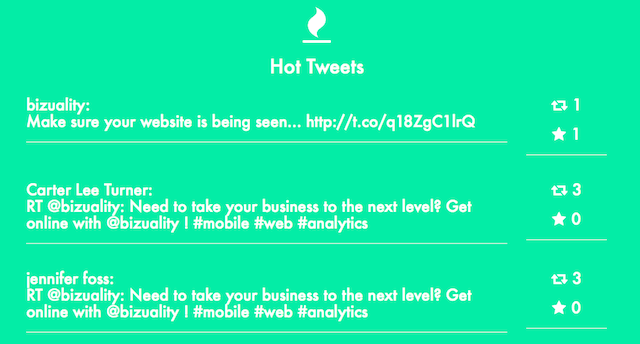 Hot Tweets
bizuality:
Make sure your website is being seen... http://t.co/q18ZgC1lrQ
1
1
Carter Lee Turner:
RT @bizuality: Need to take your business to the next level? Get
online with @bizuality ! #mobile #web #analytics
3
0
jennifer foss:
RT @bizuality: Need to take your business to the next level? Get
online with @bizuality ! #mobile #web #analytics
3
0